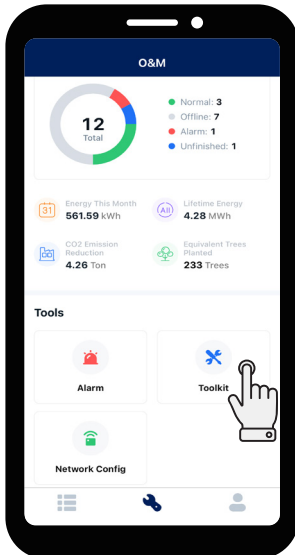 O&M
12
Total
Normal: 3
Offline: 7
Alarm: 1
Unfinished: 1
31
Energy This Month
561.59 kWh
All
Lifetime Energy
4.28 MWh
CO2 Emission
Reduction
4.26 Ton
Equivalent Trees
Planted
233 Trees
Tools
Alarm
Toolkit
Network Config